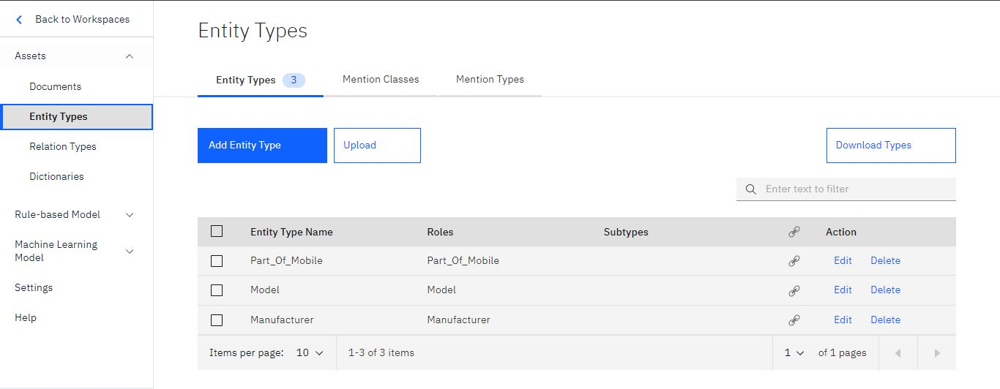 Back to Workspaces
Entity Types
Assets
Documents
Entity Types
Relation Types
Dictionaries
Rule-based Model
Machine Learning
Model
Settings
Help
Entity Types 3 Mention Classes Mention Types
Add Entity Type Upload Download Types
Enter text to filter
Entity Type Name Roles Subtypes Action
Part_Of_Mobile Part_Of_Mobile Edit Delete
Model Model Edit Delete
Manufacturer Manufacturer Edit Delete
Items per page: 10 1-3 of 3 items 1 of 1 pages